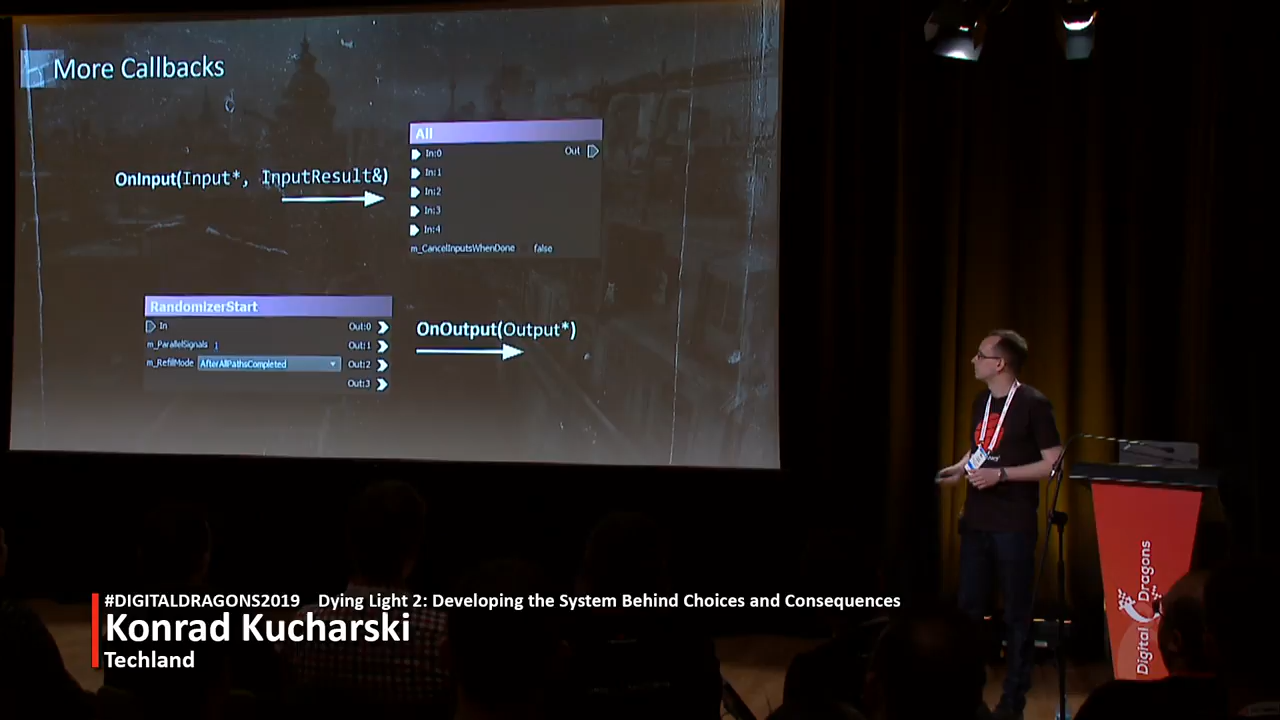 More Callbacks
All
In:0
Out
In:1
In:2
In:3
In:4
m_CancelInputsWhenDone false
OnInput(Input*, InputResult&)
RandomizerStart
In
Out:0
m_ParallelSignals 1
Out:1
m_RefillMode AfterAllPathsCompleted
Out:2
Out:3
OnOutput(Output*)
#DIGITALDRAGONS2019 Dying Light 2: Developing the System Behind Choices and Consequences
Konrad Kucharski
Techland
Digital Dragons